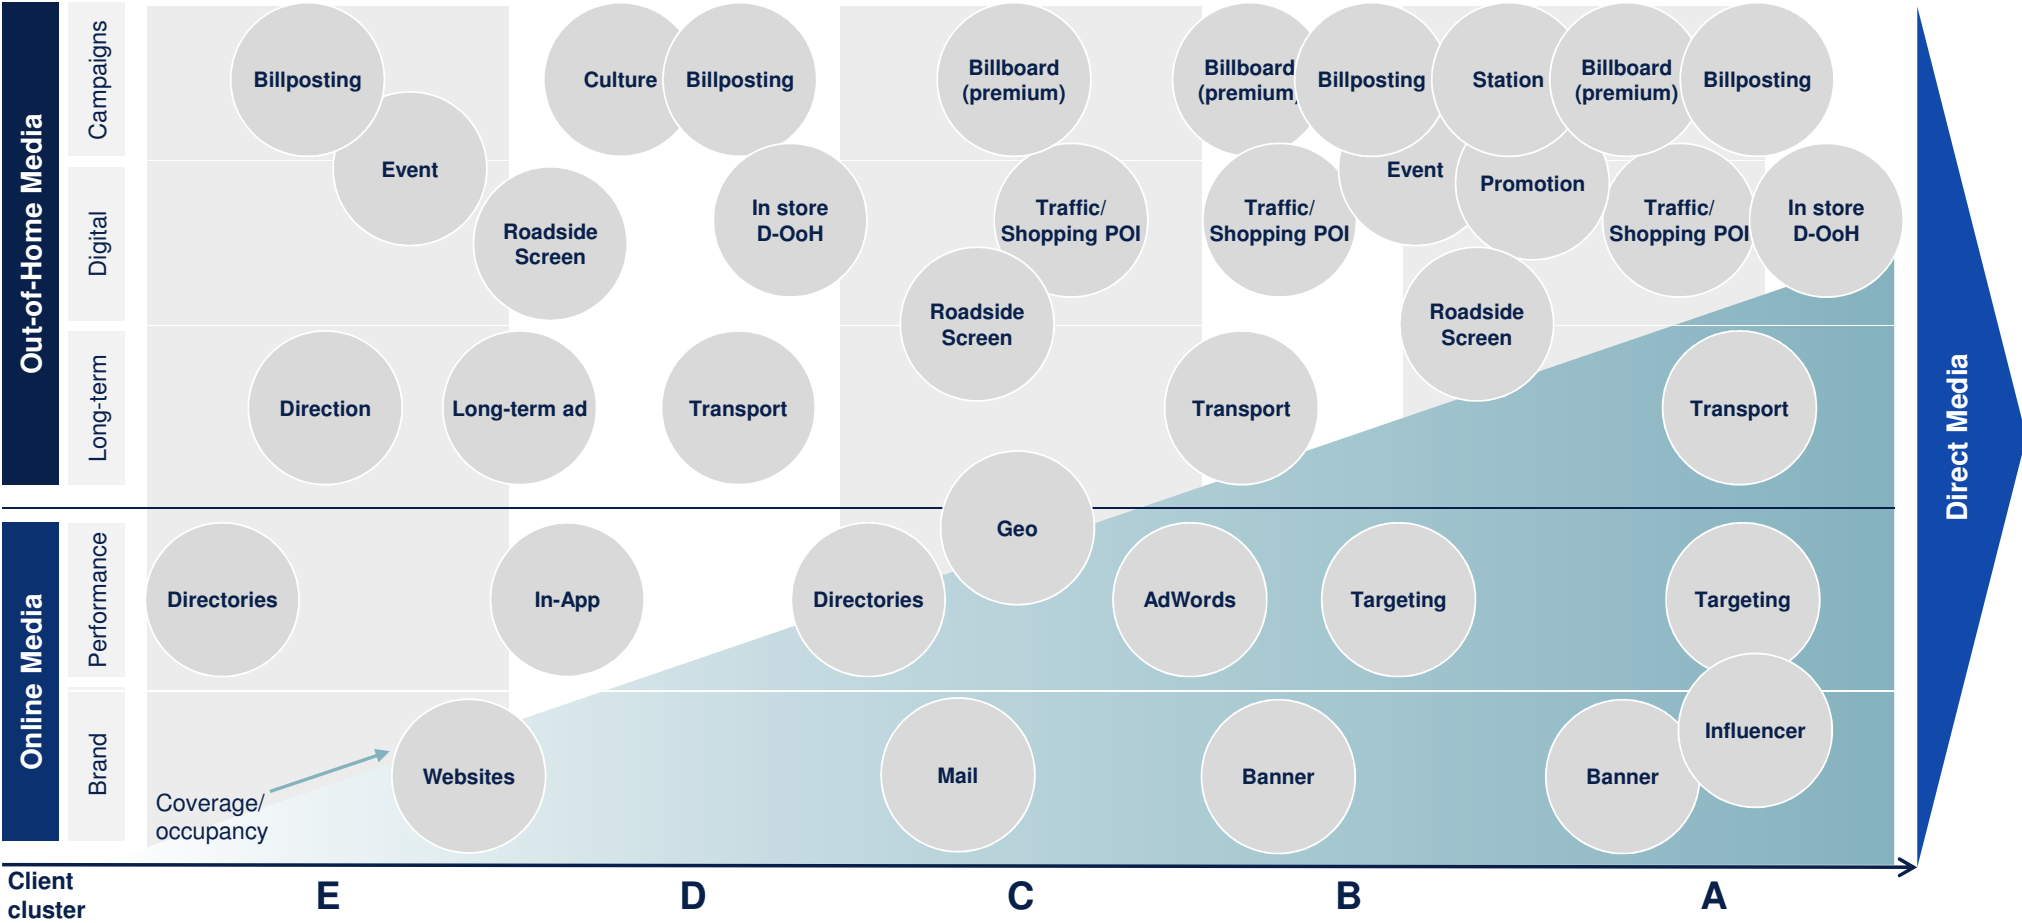 Out-of-Home Media
Campaigns
Billposting
Culture
Billposting
Billboard
(premium)
Billboard
(premium)
Billposting
Station
Billboard
(premium)
Billposting
Event
Event
Promotion
Digital
Roadside
Screen
In store
D-OoH
Traffic/
Shopping POI
Traffic/
Shopping POI
Traffic/
Shopping POI
In store
D-OoH
Roadside
Screen
Roadside
Screen
Long-term
Direction
Long-term ad
Transport
Transport
Transport
Direct Media
Online Media
Performance
Geo
Directories
In-App
Directories
AdWords
Targeting
Targeting
Brand
Influencer
Websites
Mail
Banner
Banner
Coverage/
occupancy
Client
cluster
E
D
C
B
A